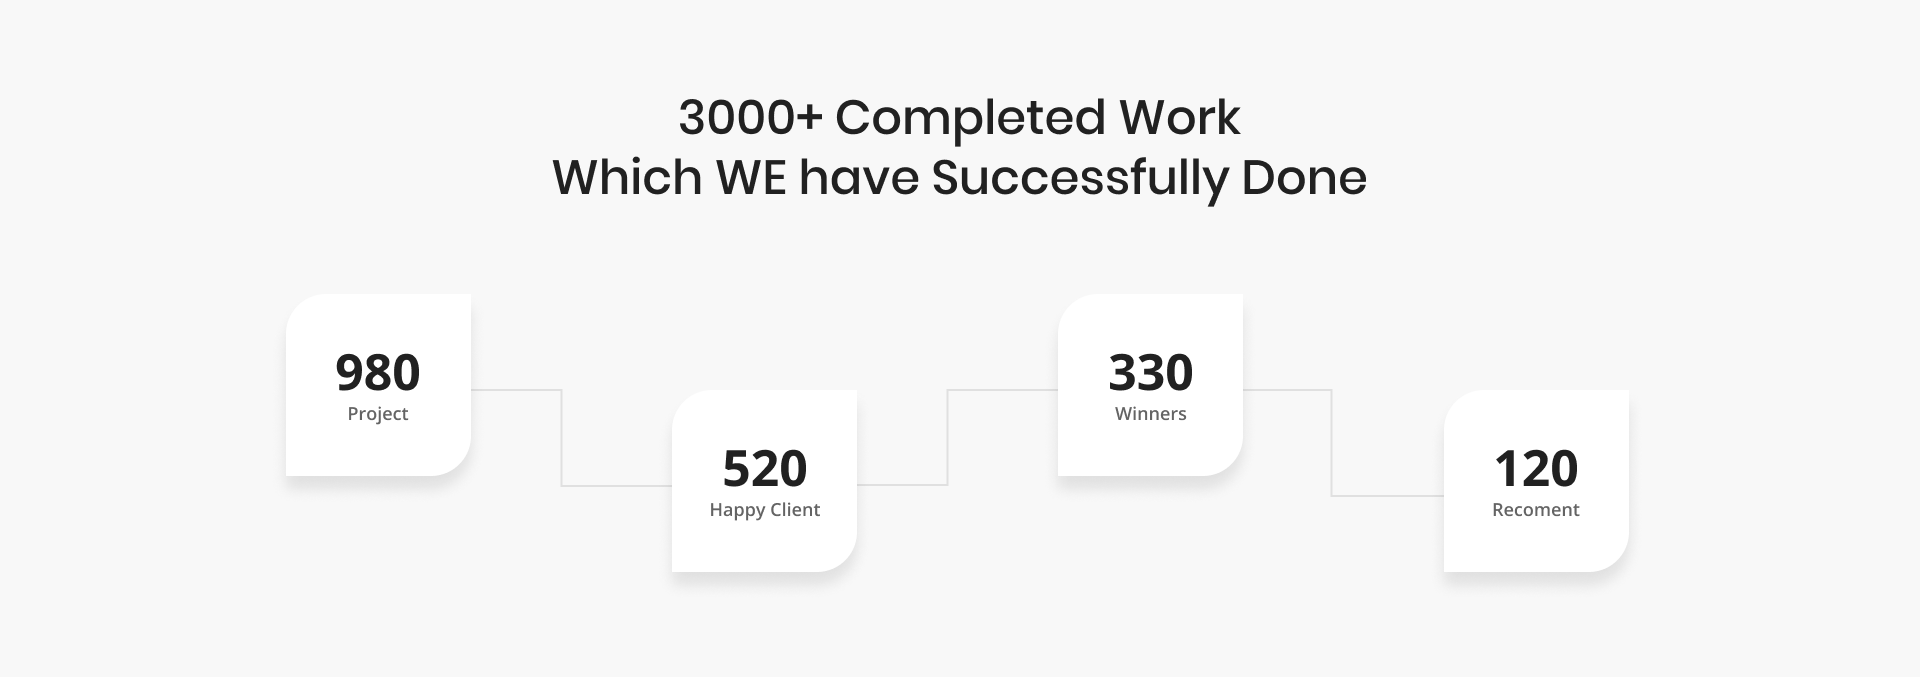 3000+ Completed Work
Which WE have Successfully Done
980
Project
520
Happy Client
330
Winners
120
Recoment